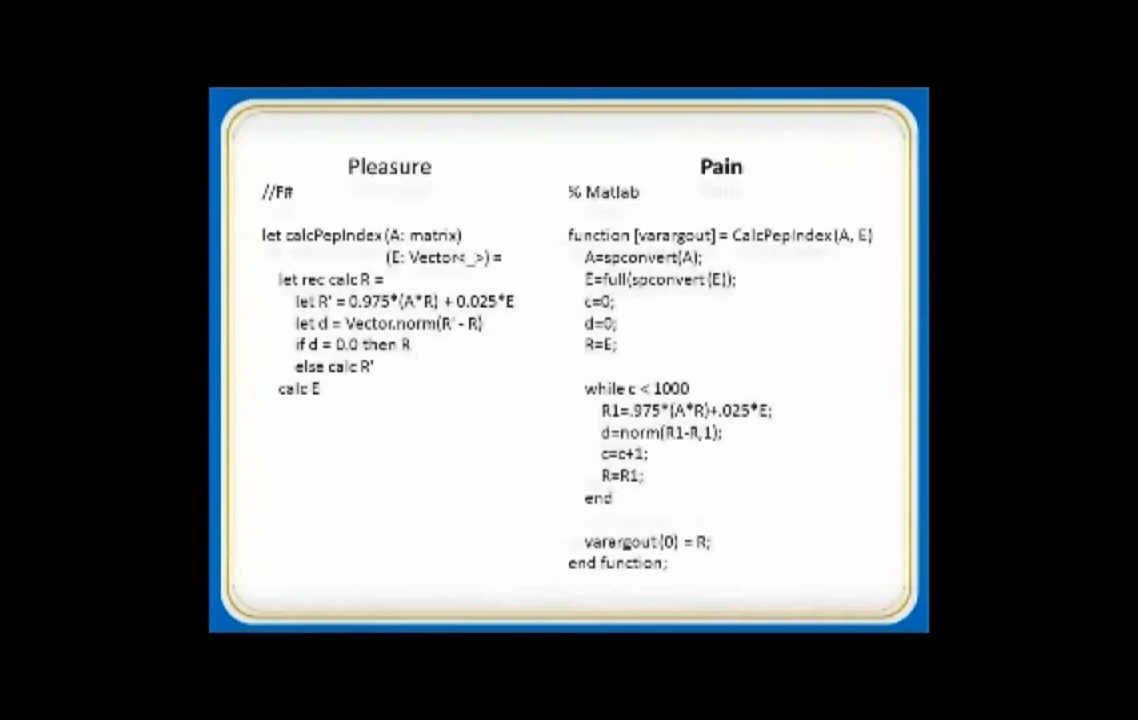 Pleasure
//F#
let calcPepIndex (A: matrix)
(E: Vector<_>) =
let rec calc R =
let R' = 0.975*(A*R) + 0.025*E
let d = Vector.norm(R' - R)
if d = 0.0 then R
else calc R'
calc E
Pain
% Matlab
function [varargout] = CalcPepIndex(A, E)
A=spconvert(A);
E=full(spconvert(E));
c=0;
d=0;
R=E;
while c < 1000
R1=.975*(A*R)+.025*E;
d=norm(R1-R,1);
c=c+1;
R=R1;
end
varargout(0) = R;
end function;